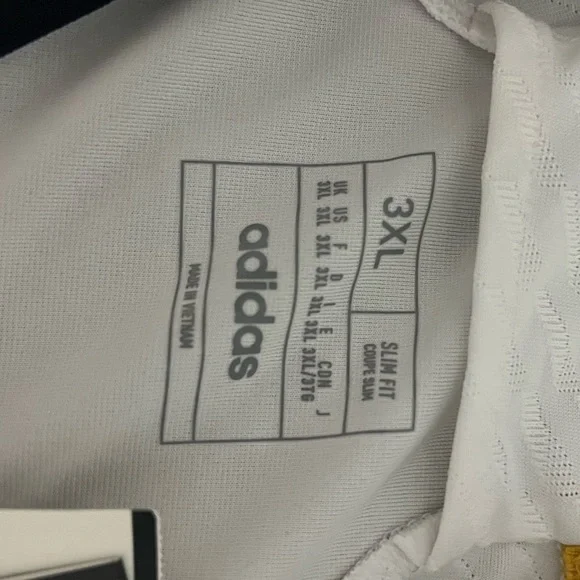 3XL
SLIM FIT
COUPE SLIM
UK US F D I E CDN J
3XL 3XL 3XL 3XL 3XL 3XL 3XL/3TG
adidas
MADE IN VIETNAM